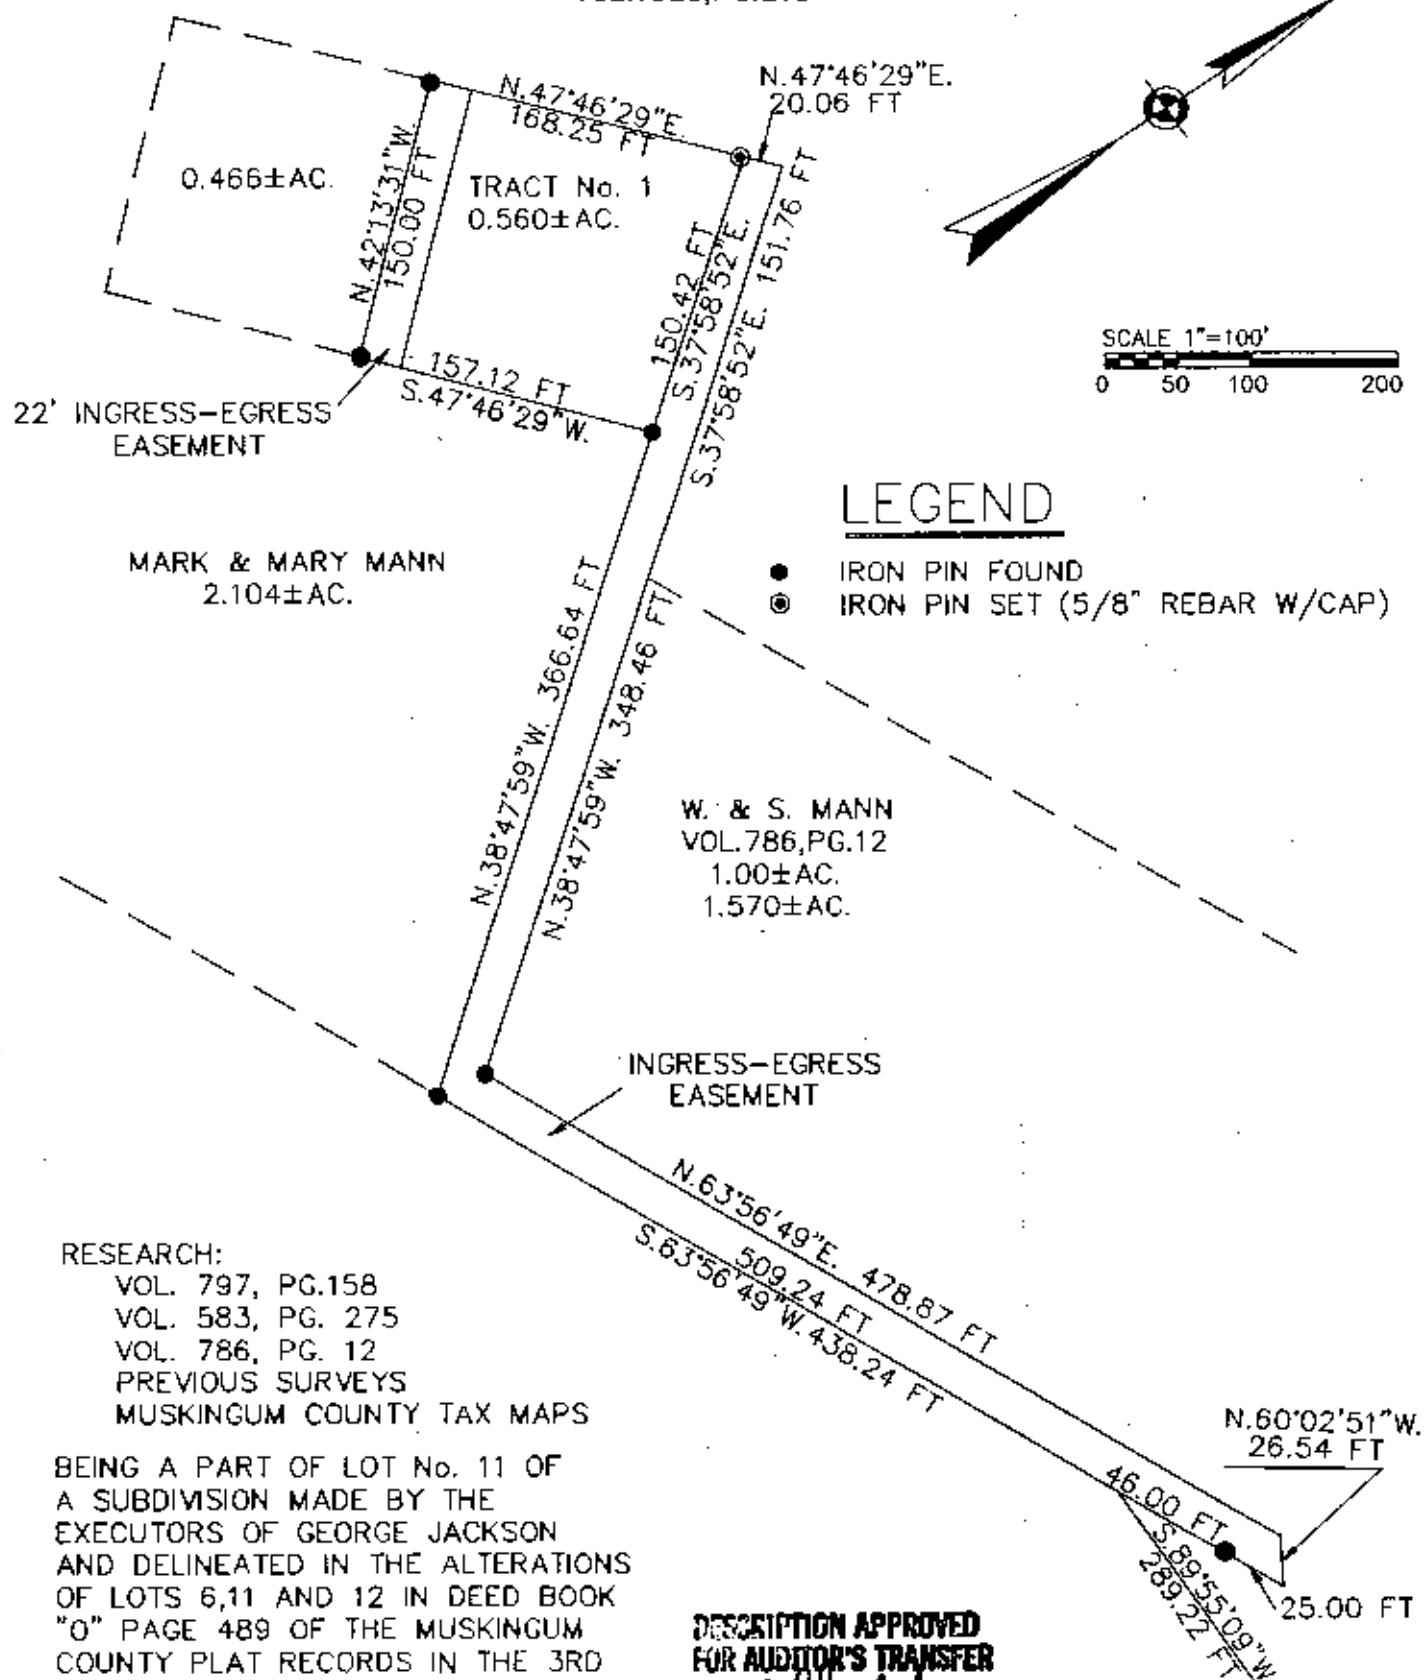 N.47°46'29"E.
20.06 FT
N.47°46'29"E.
168.25 FT
0.466±AC.
N.42°13'31"W.
150.00 FT
TRACT No. 1
0.560±AC.
150.42 FT
S.37°58'52"E.
S.37°58'52"E. 151.76 FT
157.12 FT
S.47°46'29"W.
22' INGRESS-EGRESS
EASEMENT
SCALE 1"=100'
0 50 100 200
LEGEND
IRON PIN FOUND
IRON PIN SET (5/8" REBAR W/CAP)
MARK & MARY MANN
2.104±AC.
N.38°47'59"W. 366.64 FT
N.38°47'59"W. 348.46 FT
W. & S. MANN
VOL.786,PG.12
1.00±AC.
1.570±AC.
INGRESS-EGRESS
EASEMENT
N.63°56'49"E. 478.87 FT
509.24 FT
S.63°56'49"W. 438.24 FT
RESEARCH:
VOL. 797, PG.158
VOL. 583, PG. 275
VOL. 786, PG. 12
PREVIOUS SURVEYS
MUSKINGUM COUNTY TAX MAPS
N.60°02'51"W.
26.54 FT
46.00 FT
S.89°55'09"W
289.22 FT
25.00 FT
BEING A PART OF LOT No. 11 OF
A SUBDIVISION MADE BY THE
EXECUTORS OF GEORGE JACKSON
AND DELINEATED IN THE ALTERATIONS
OF LOTS 6,11 AND 12 IN DEED BOOK
"O" PAGE 489 OF THE MUSKINGUM
COUNTY PLAT RECORDS IN THE 3RD
DESCRIPTION APPROVED
FOR AUDITOR'S TRANSFER